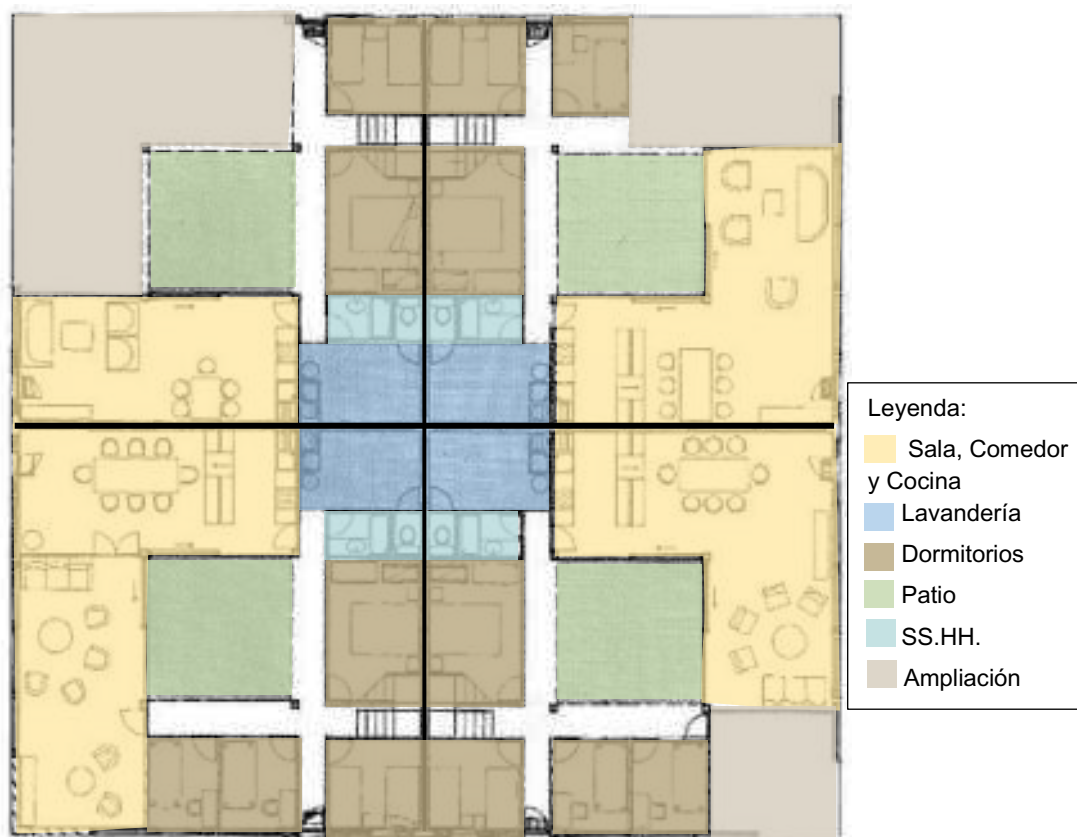 Leyenda:
Sala, Comedor
y Cocina
Lavandería
Dormitorios
Patio
SS.HH.
Ampliación